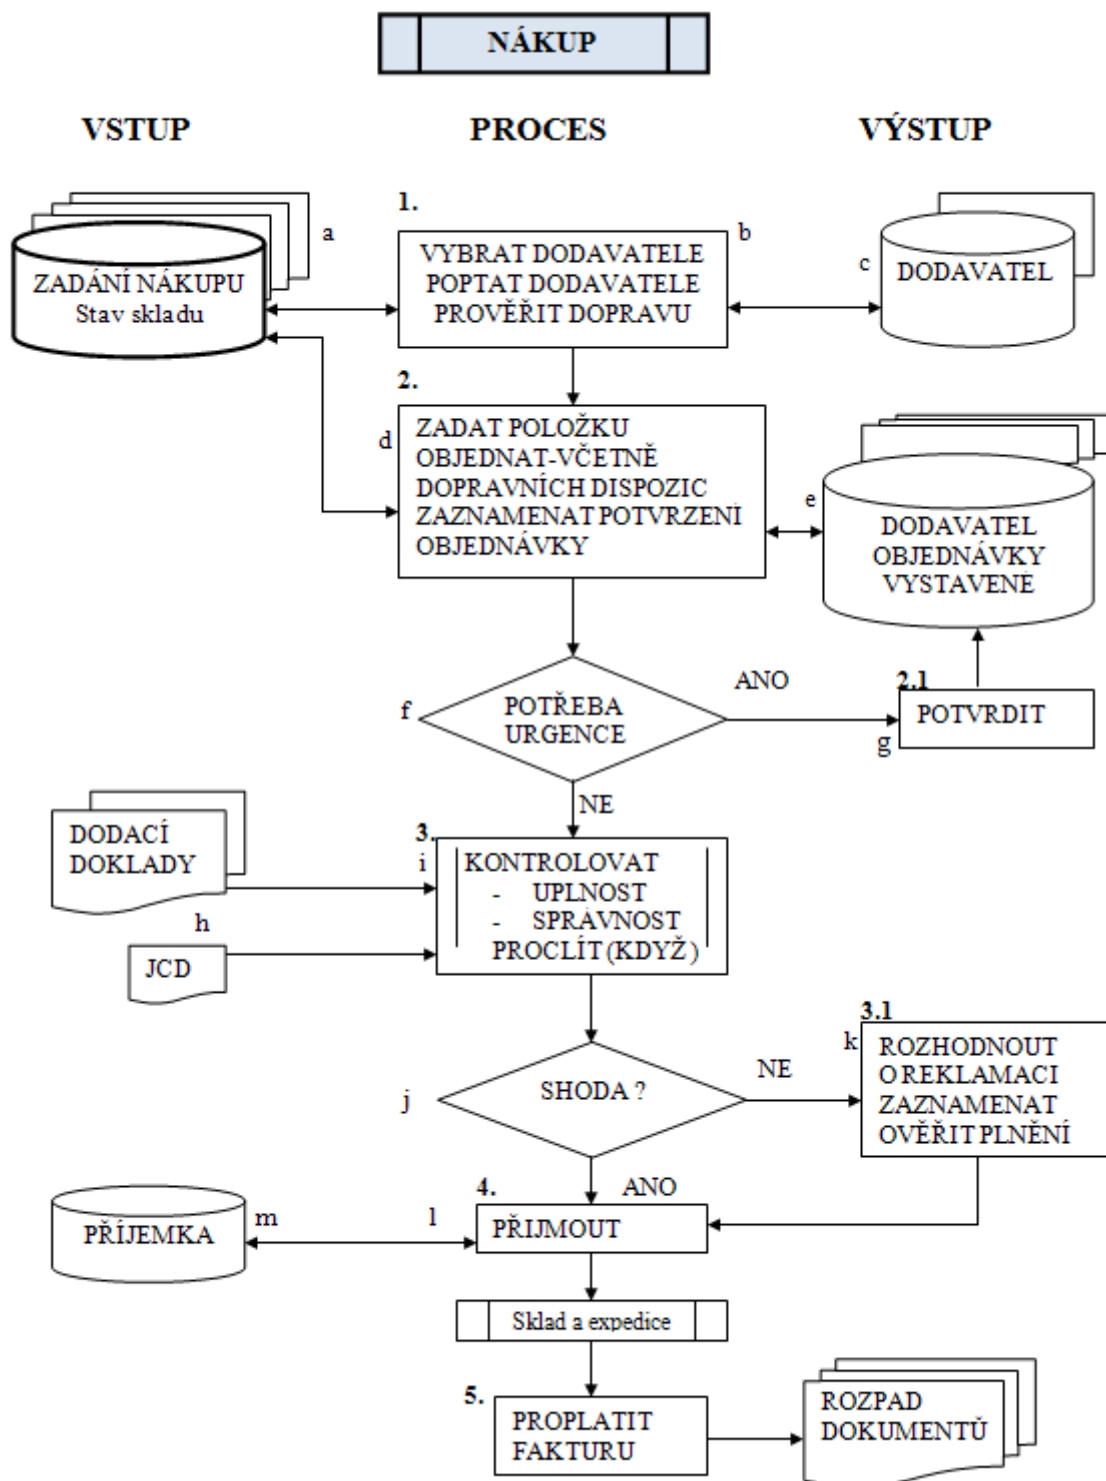 NÁKUP
VSTUP
PROCES
VÝSTUP
ZADÁNÍ NÁKUPU
Stav skladu
a
1.
VYBRAT DODAVATELE
POPTAT DODAVATELE
PROVĚŘIT DOPRAVU
b
c
DODAVATEL
2.
d
ZADAT POLOŽKU
OBJEDNAT-VČETNĚ
DOPRAVNÍCH DISPOZIC
ZAZNAMENAT POTVRZENÍ
OBJEDNÁVKY
e
DODAVATEL
OBJEDNÁVKY
VYSTAVENÉ
f
POTŘEBA
URGENCE
ANO
2.1
POTVRDIT
g
NE
DODACÍ
DOKLADY
h
JCD
3.
i
KONTROLOVAT
- UPLNOST
- SPRÁVNOST
PROCLÍT (KDYŽ )
j
SHODA ?
NE
3.1
k
ROZHODNOUT
O REKLAMACI
ZAZNAMENAT
OVĚŘIT PLNĚNÍ
ANO
4.
PŘIJMOUT
l
m
PŘÍJEMKA
Sklad a expedice
5.
PROPLATIT
FAKTURU
ROZPAD
DOKUMENTŮ